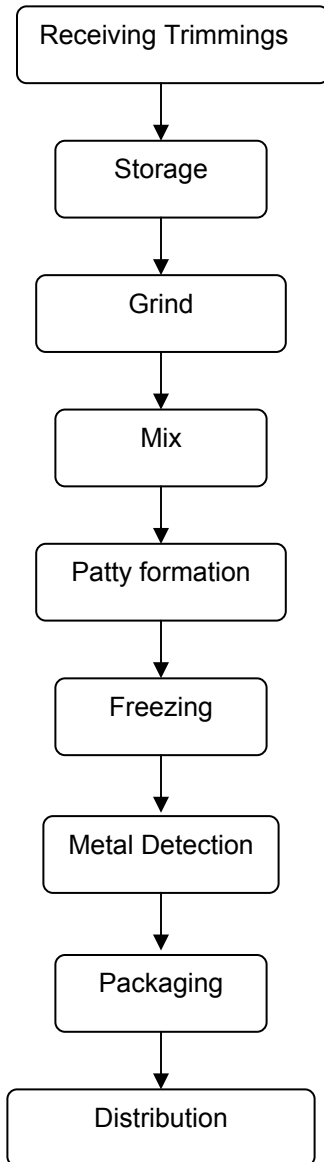 Receiving Trimmings
Storage
Grind
Mix
Patty formation
Freezing
Metal Detection
Packaging
Distribution